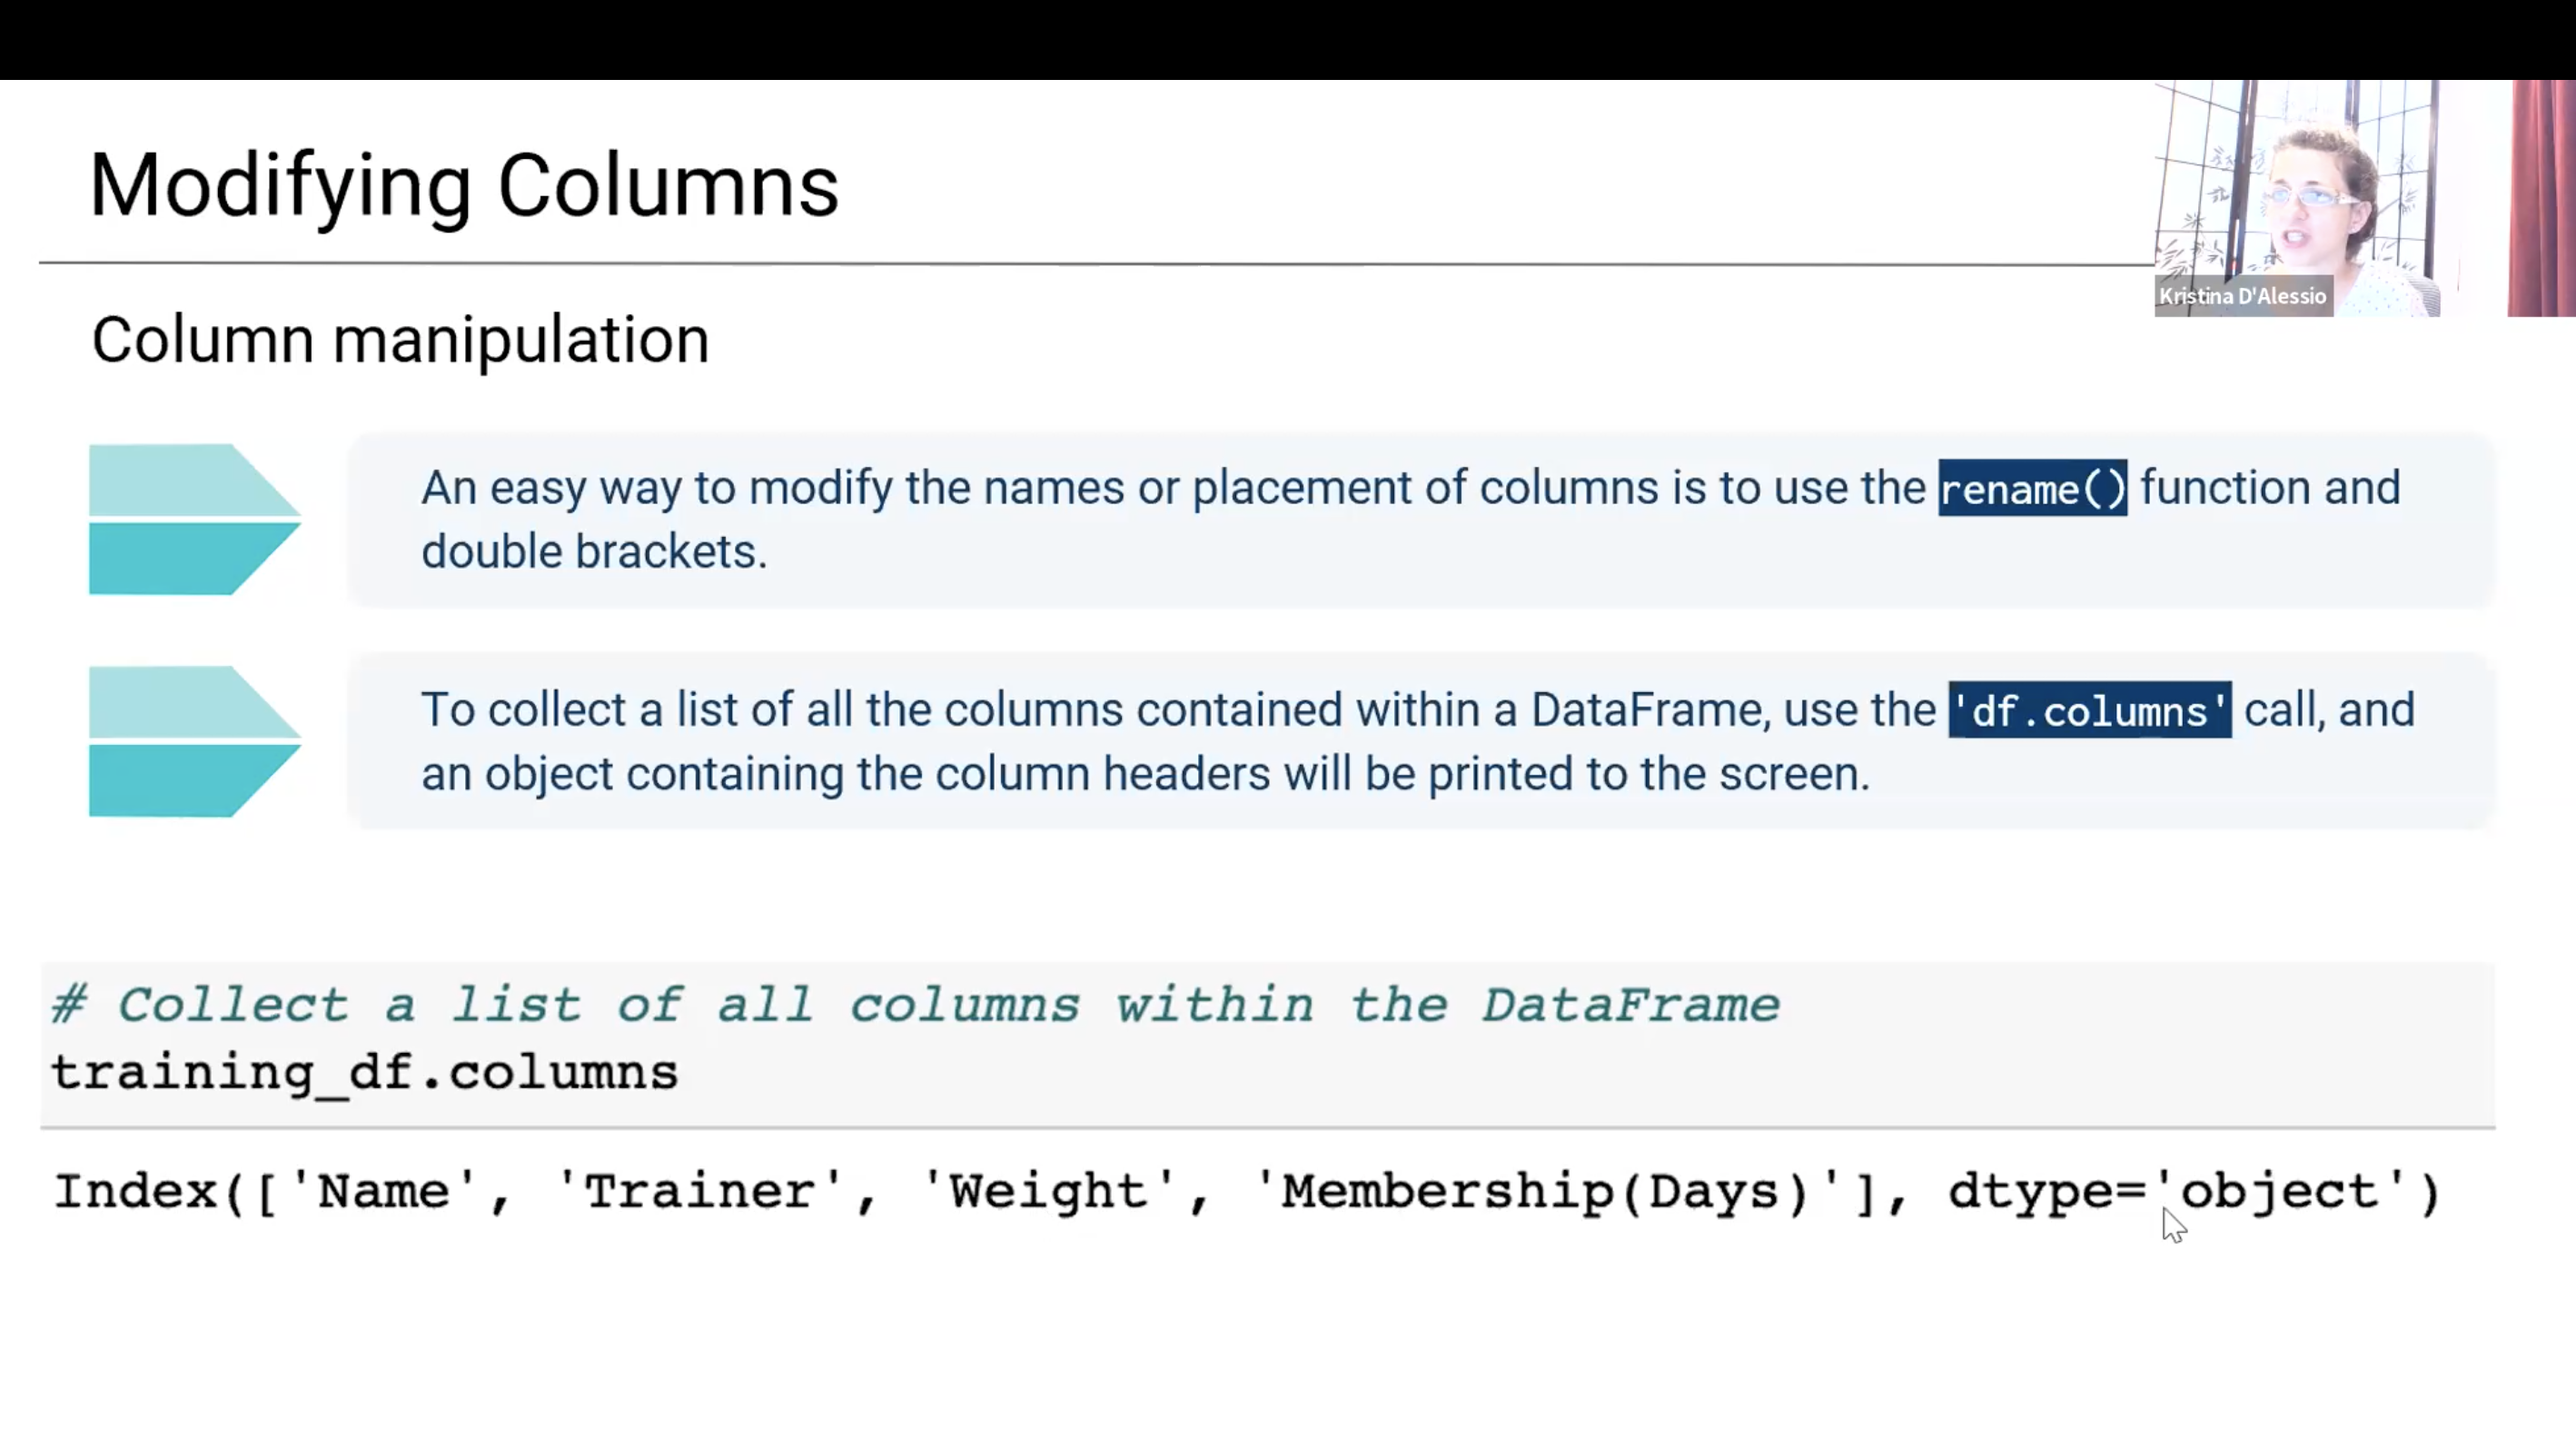 Modifying Columns
Kristina D'Alessio
Column manipulation
An easy way to modify the names or placement of columns is to use the rename() function and
double brackets.
To collect a list of all the columns contained within a DataFrame, use the 'df.columns' call, and
an object containing the column headers will be printed to the screen.
# Collect a list of all columns within the DataFrame
training_df.columns
Index(['Name', 'Trainer', 'Weight', 'Membership(Days)'], dtype='object')